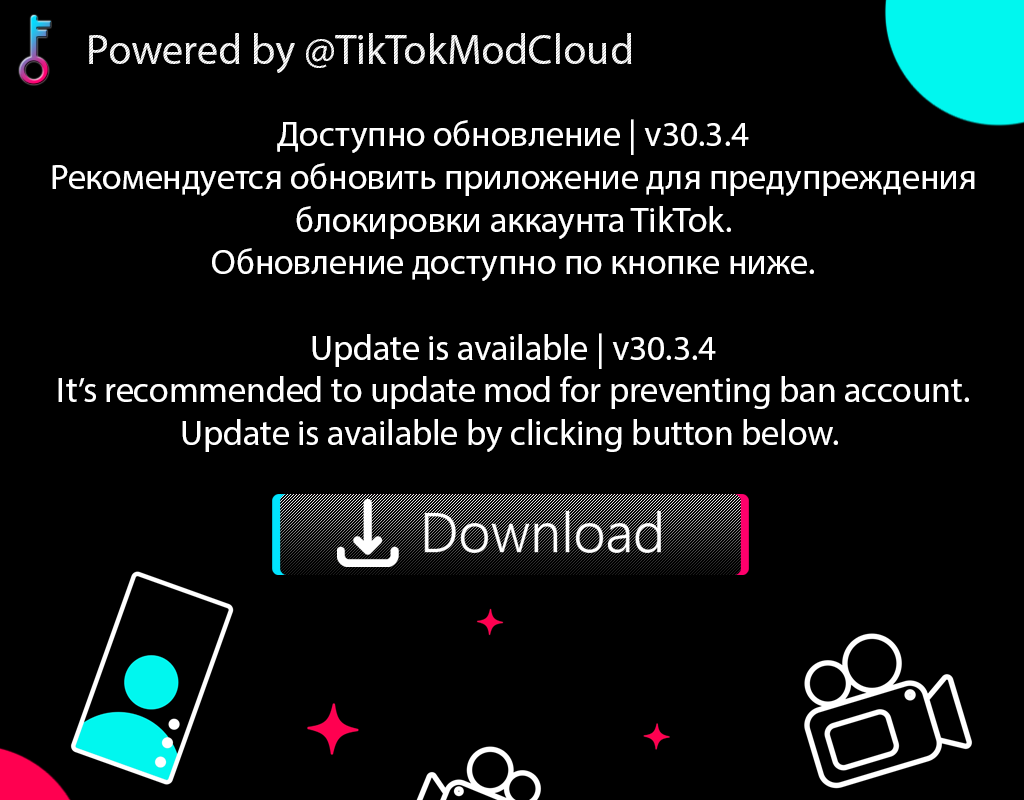 Powered by @TikTokModCloud
Доступно обновление | v30.3.4
Рекомендуется обновить приложение для предупреждения
блокировки аккаунта TikTok.
Обновление доступно по кнопке ниже.
Update is available | v30.3.4
It’s recommended to update mod for preventing ban account.
Update is available by clicking button below.
Download